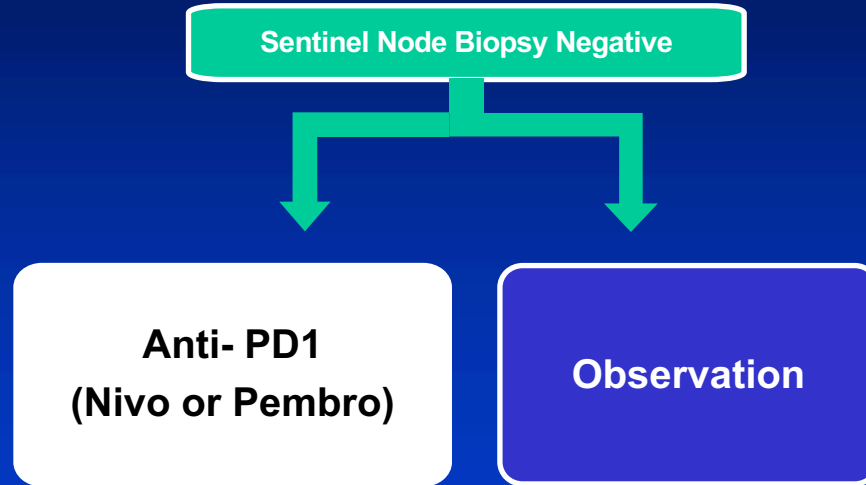 Sentinel Node Biopsy Negative
Anti- PD1
(Nivo or Pembro)
Observation